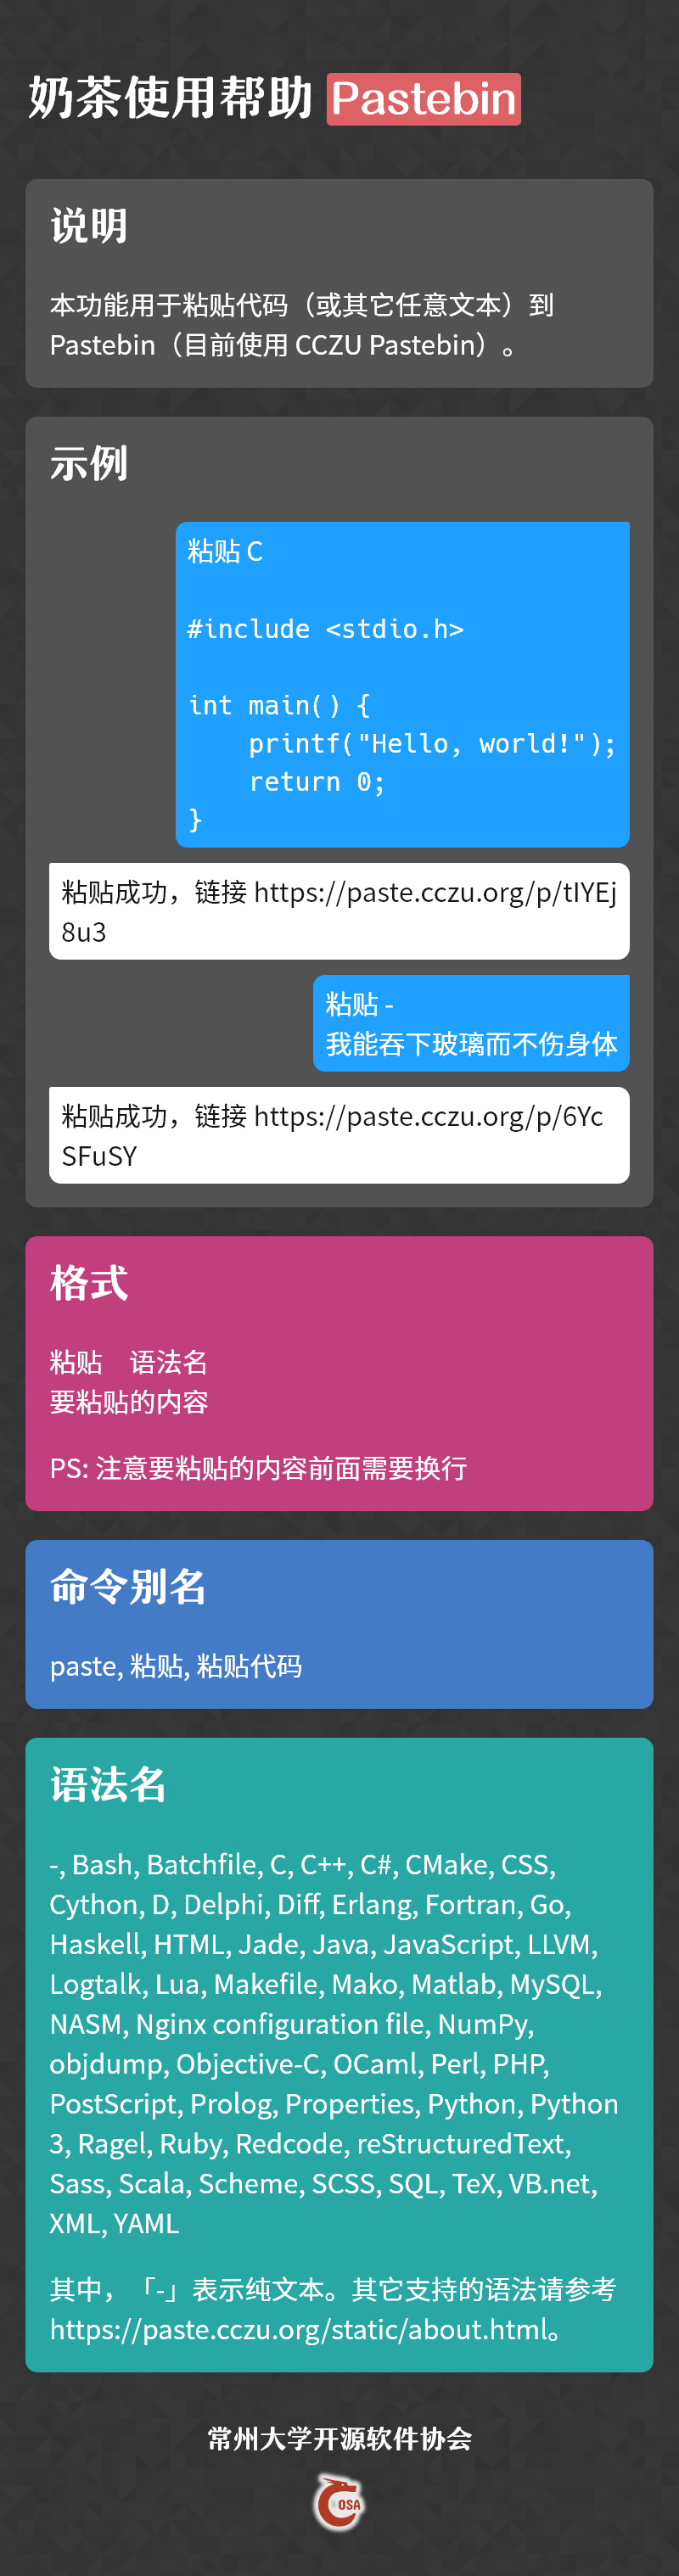 奶茶使用帮助 Pastebin
说明
本功能用于粘贴代码（或其它任意文本）到
Pastebin（目前使用 CCZU Pastebin）。
示例
粘贴 C
#include <stdio.h>
int main() {
    printf("Hello, world!");
    return 0;
}
粘贴成功，链接 https://paste.cczu.org/p/tIYEj
8u3
粘贴 -
我能吞下玻璃而不伤身体
粘贴成功，链接 https://paste.cczu.org/p/6Yc
SFuSY
格式
粘贴　语法名
要粘贴的内容
PS: 注意要粘贴的内容前面需要换行
命令别名
paste, 粘贴, 粘贴代码
语法名
-, Bash, Batchfile, C, C++, C#, CMake, CSS,
Cython, D, Delphi, Diff, Erlang, Fortran, Go,
Haskell, HTML, Jade, Java, JavaScript, LLVM,
Logtalk, Lua, Makefile, Mako, Matlab, MySQL,
NASM, Nginx configuration file, NumPy,
objdump, Objective-C, OCaml, Perl, PHP,
PostScript, Prolog, Properties, Python, Python
3, Ragel, Ruby, Redcode, reStructuredText,
Sass, Scala, Scheme, SCSS, SQL, TeX, VB.net,
XML, YAML
其中，「-」表示纯文本。其它支持的语法请参考
https://paste.cczu.org/static/about.html。
常州大学开源软件协会
COSA